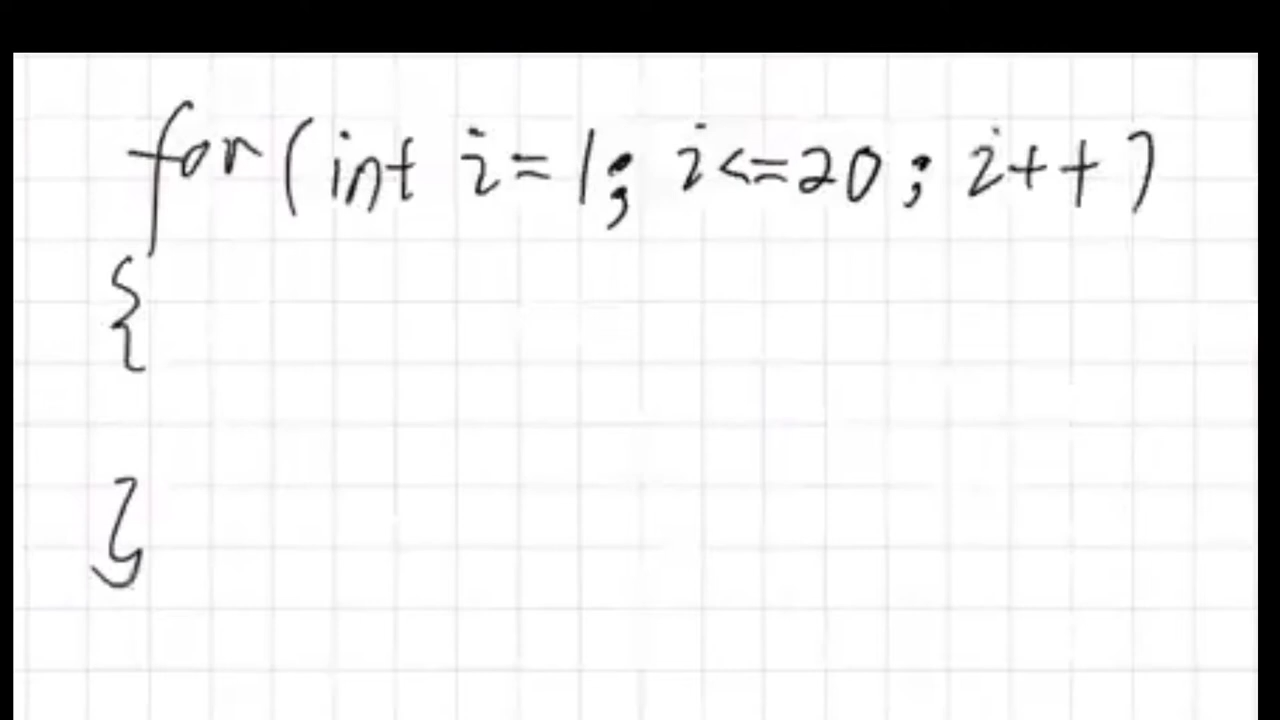 for(int i=1; i<=20; i++)
{
}